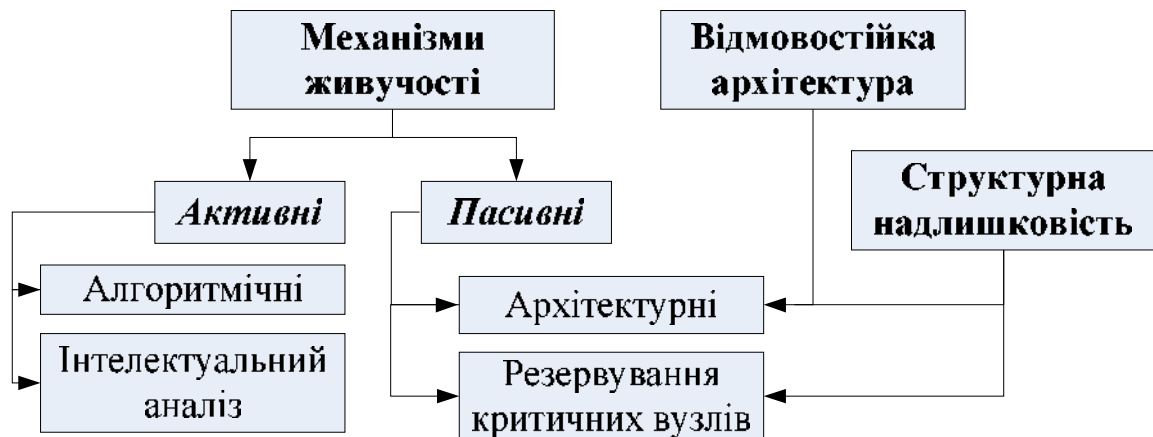 Механізми
живучості
Відмовостійка
архітектура
Структурна
надлишковість
Активні
Пасивні
Алгоритмічні
Архітектурні
Інтелектуальний
аналіз
Резервування
критичних вузлів